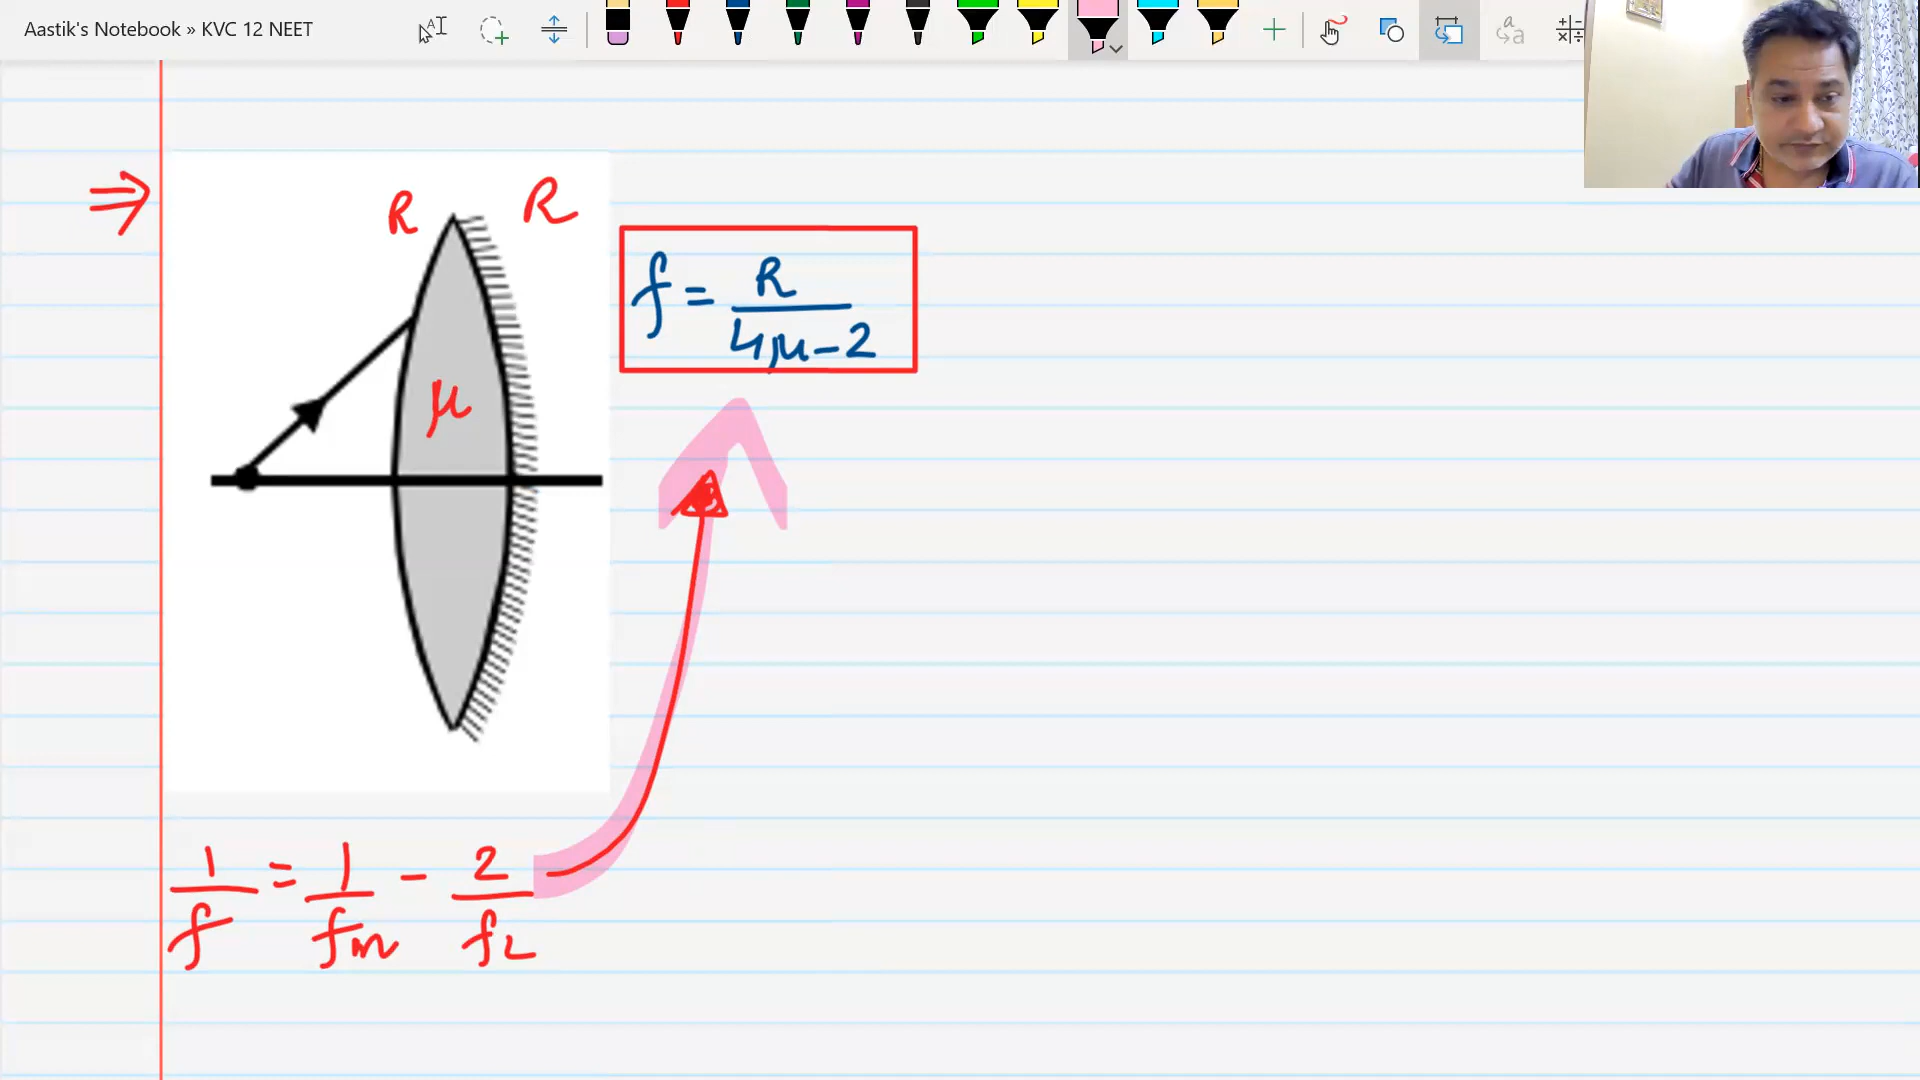 Aastik's Notebook » KVC 12 NEET
⇒ R R
f = R / (4μ - 2)
μ
1/f = 1/fm - 2/fL